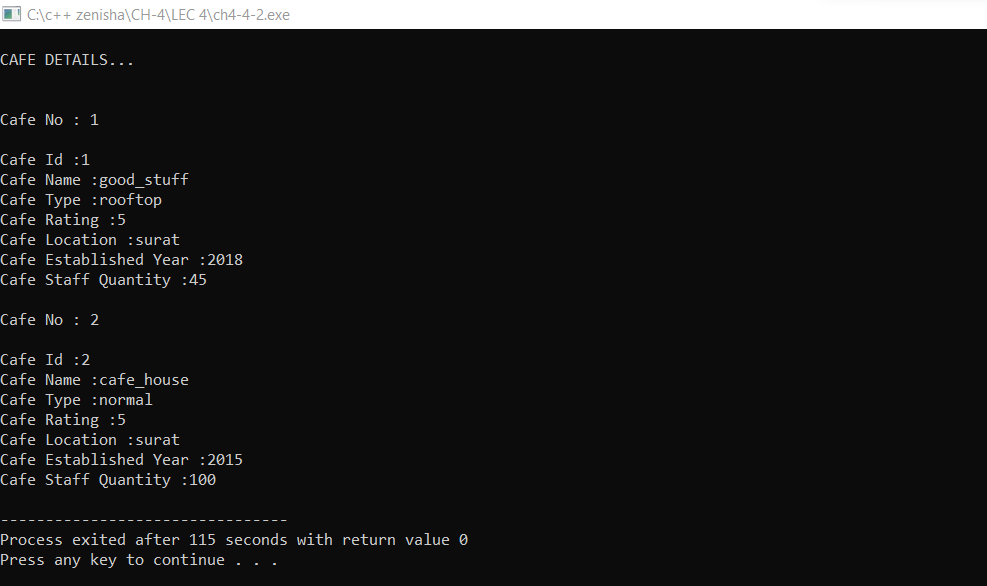 C:\c++ zenisha\CH-4\LEC 4\ch4-4-2.exe
CAFE DETAILS...
Cafe No : 1
Cafe Id :1
Cafe Name :good_stuff
Cafe Type :rooftop
Cafe Rating :5
Cafe Location :surat
Cafe Established Year :2018
Cafe Staff Quantity :45
Cafe No : 2
Cafe Id :2
Cafe Name :cafe_house
Cafe Type :normal
Cafe Rating :5
Cafe Location :surat
Cafe Established Year :2015
Cafe Staff Quantity :100
--------------------------------
Process exited after 115 seconds with return value 0
Press any key to continue . . .